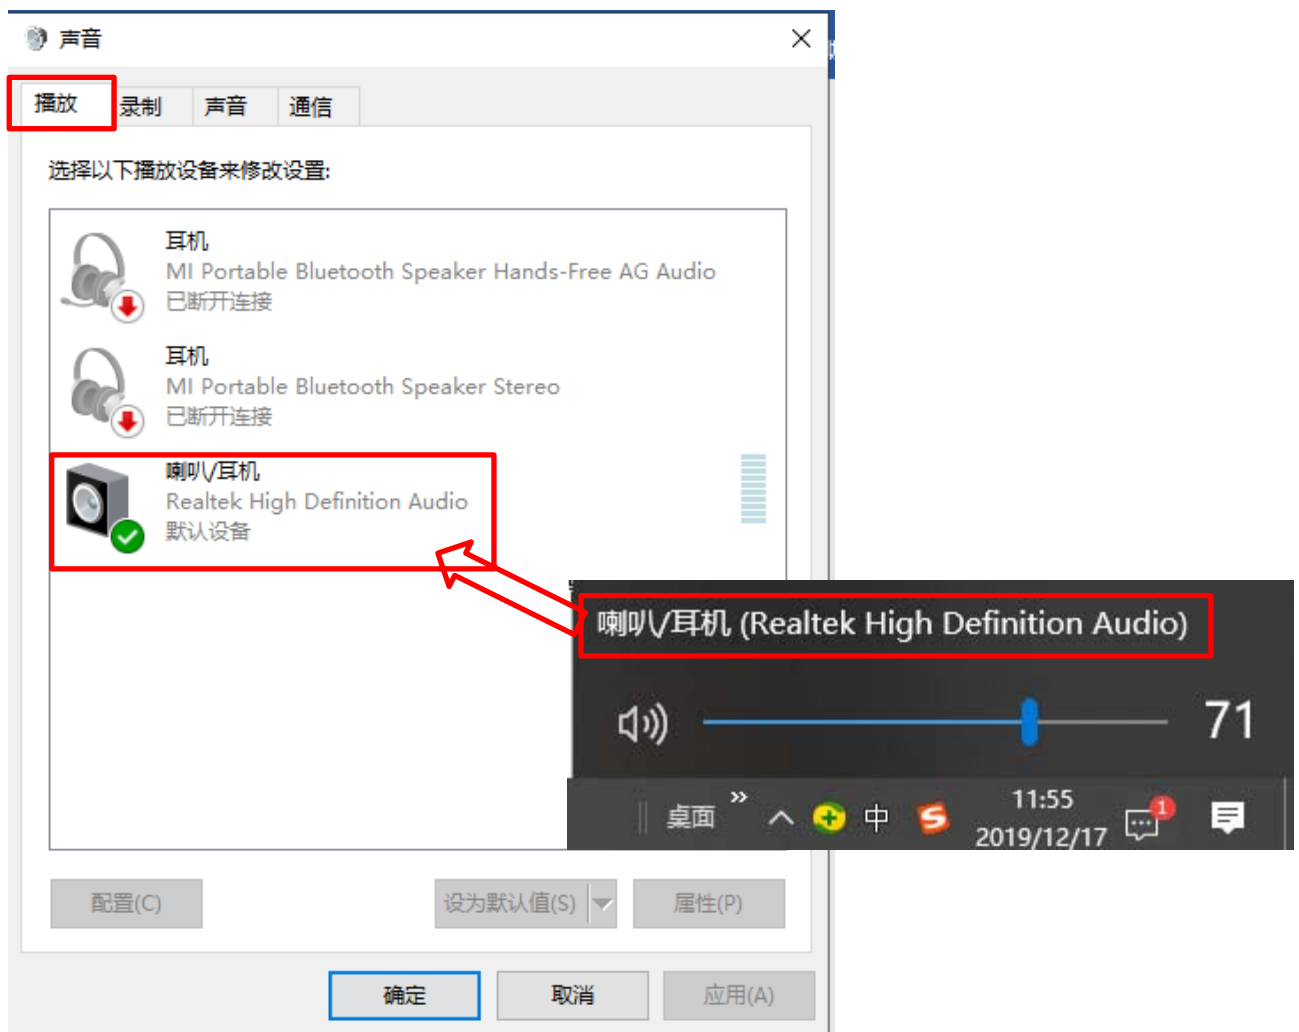 声音
播放
录制
声音
通信
选择以下播放设备来修改设置:
耳机
MI Portable Bluetooth Speaker Hands-Free AG Audio
已断开连接
耳机
MI Portable Bluetooth Speaker Stereo
已断开连接
喇叭/耳机
Realtek High Definition Audio
默认设备
喇叭/耳机 (Realtek High Definition Audio)
71
桌面
»
中
11:55
2019/12/17
1
配置(C)
设为默认值(S)
属性(P)
确定
取消
应用(A)